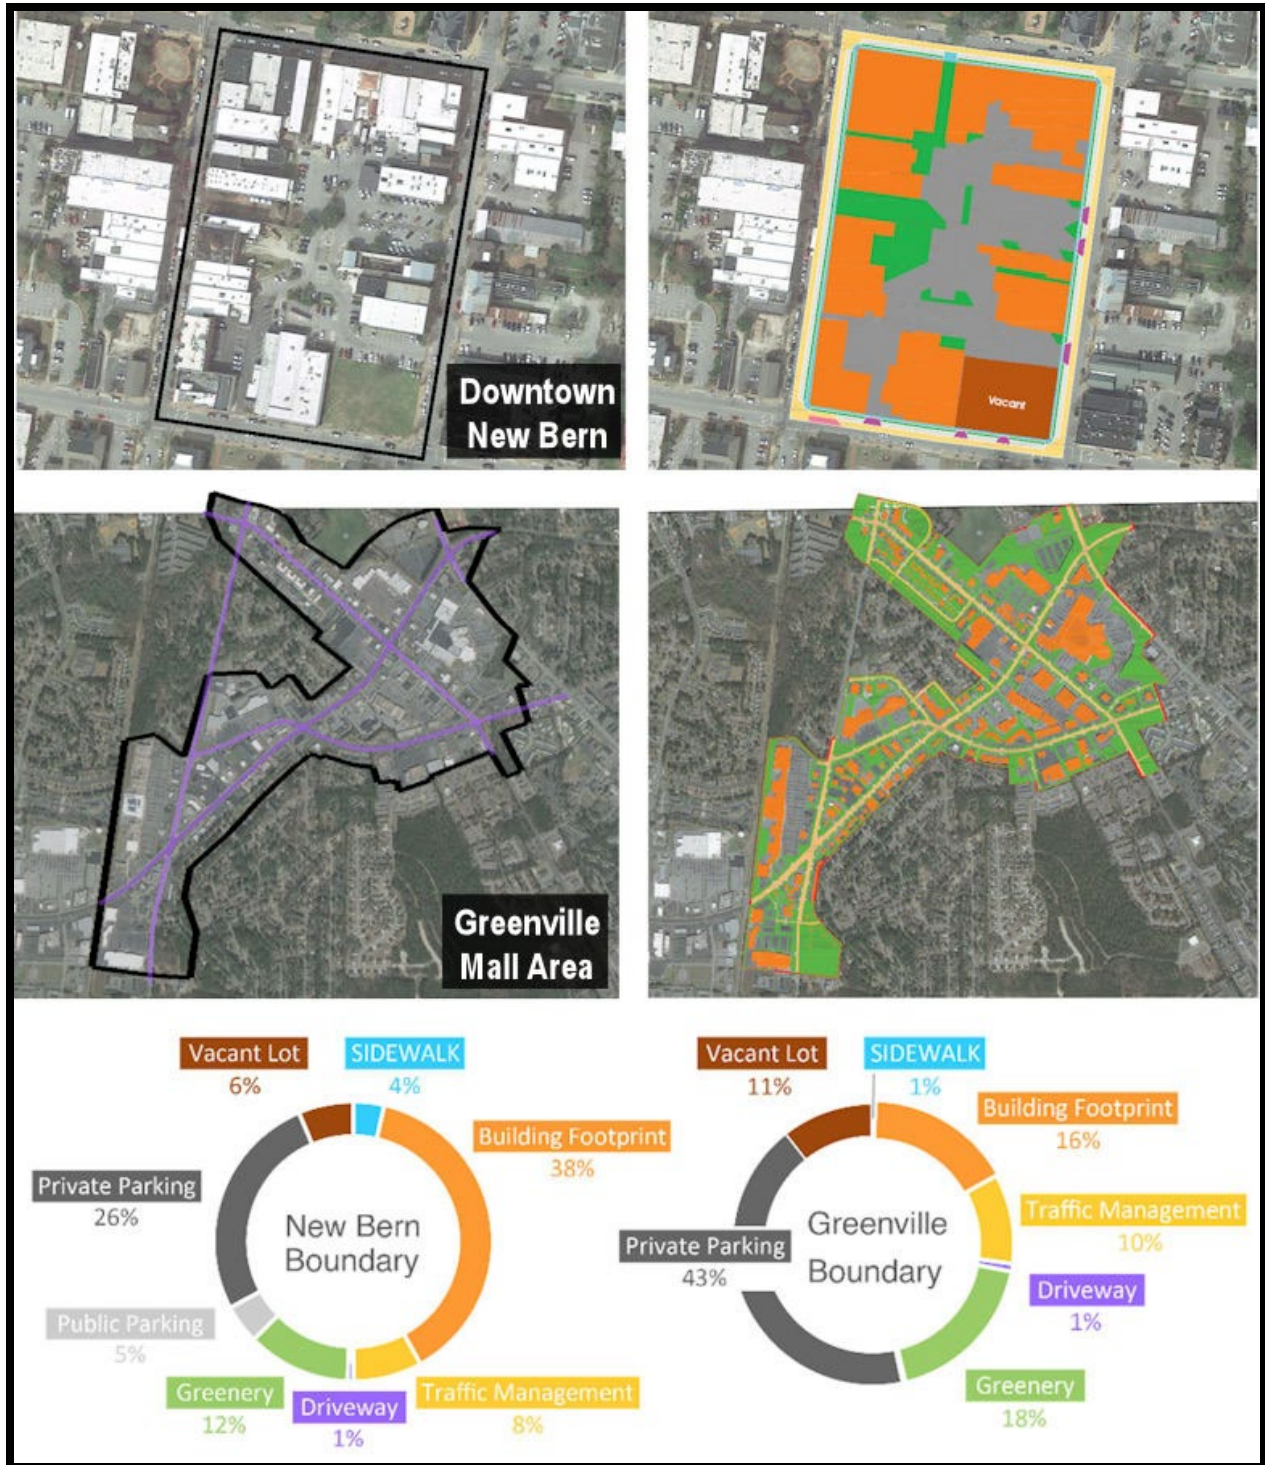 Downtown
New Bern
Vacant
Greenville
Mall Area
Vacant Lot
6%
SIDEWALK
4%
Building Footprint
38%
Private Parking
26%
New Bern
Boundary
Public Parking
5%
Greenery
12%
Driveway
1%
Traffic Management
8%
Vacant Lot
11%
SIDEWALK
1%
Building Footprint
16%
Traffic Management
10%
Private Parking
43%
Greenville
Boundary
Driveway
1%
Greenery
18%